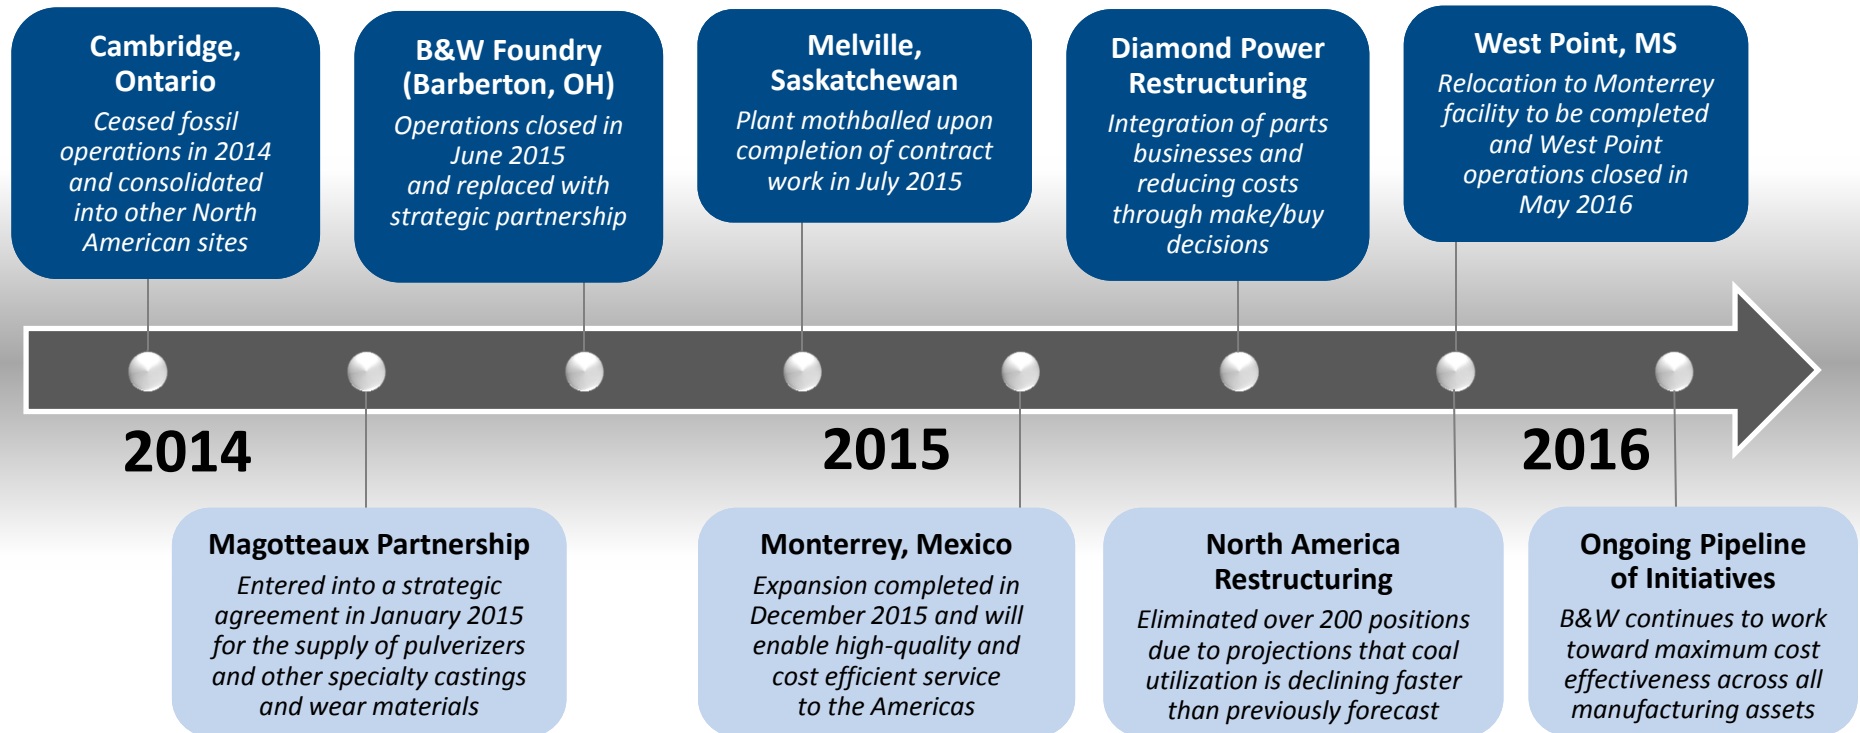 Cambridge,
Ontario
Ceased fossil
operations in 2014
and consolidated
into other North
American sites
B&W Foundry
(Barberton, OH)
Operations closed in
June 2015
and replaced with
strategic partnership
Melville,
Saskatchewan
Plant mothballed upon
completion of contract
work in July 2015
Diamond Power
Restructuring
Integration of parts
businesses and
reducing costs
through make/buy
decisions
West Point, MS
Relocation to Monterrey
facility to be completed
and West Point
operations closed in
May 2016
2014
2015
2016
Magotteaux Partnership
Entered into a strategic
agreement in January 2015
for the supply of pulverizers
and other specialty castings
and wear materials
Monterrey, Mexico
Expansion completed in
December 2015 and will
enable high-quality and
cost efficient service
to the Americas
North America
Restructuring
Eliminated over 200 positions
due to projections that coal
utilization is declining faster
than previously forecast
Ongoing Pipeline
of Initiatives
B&W continues to work
toward maximum cost
effectiveness across all
manufacturing assets